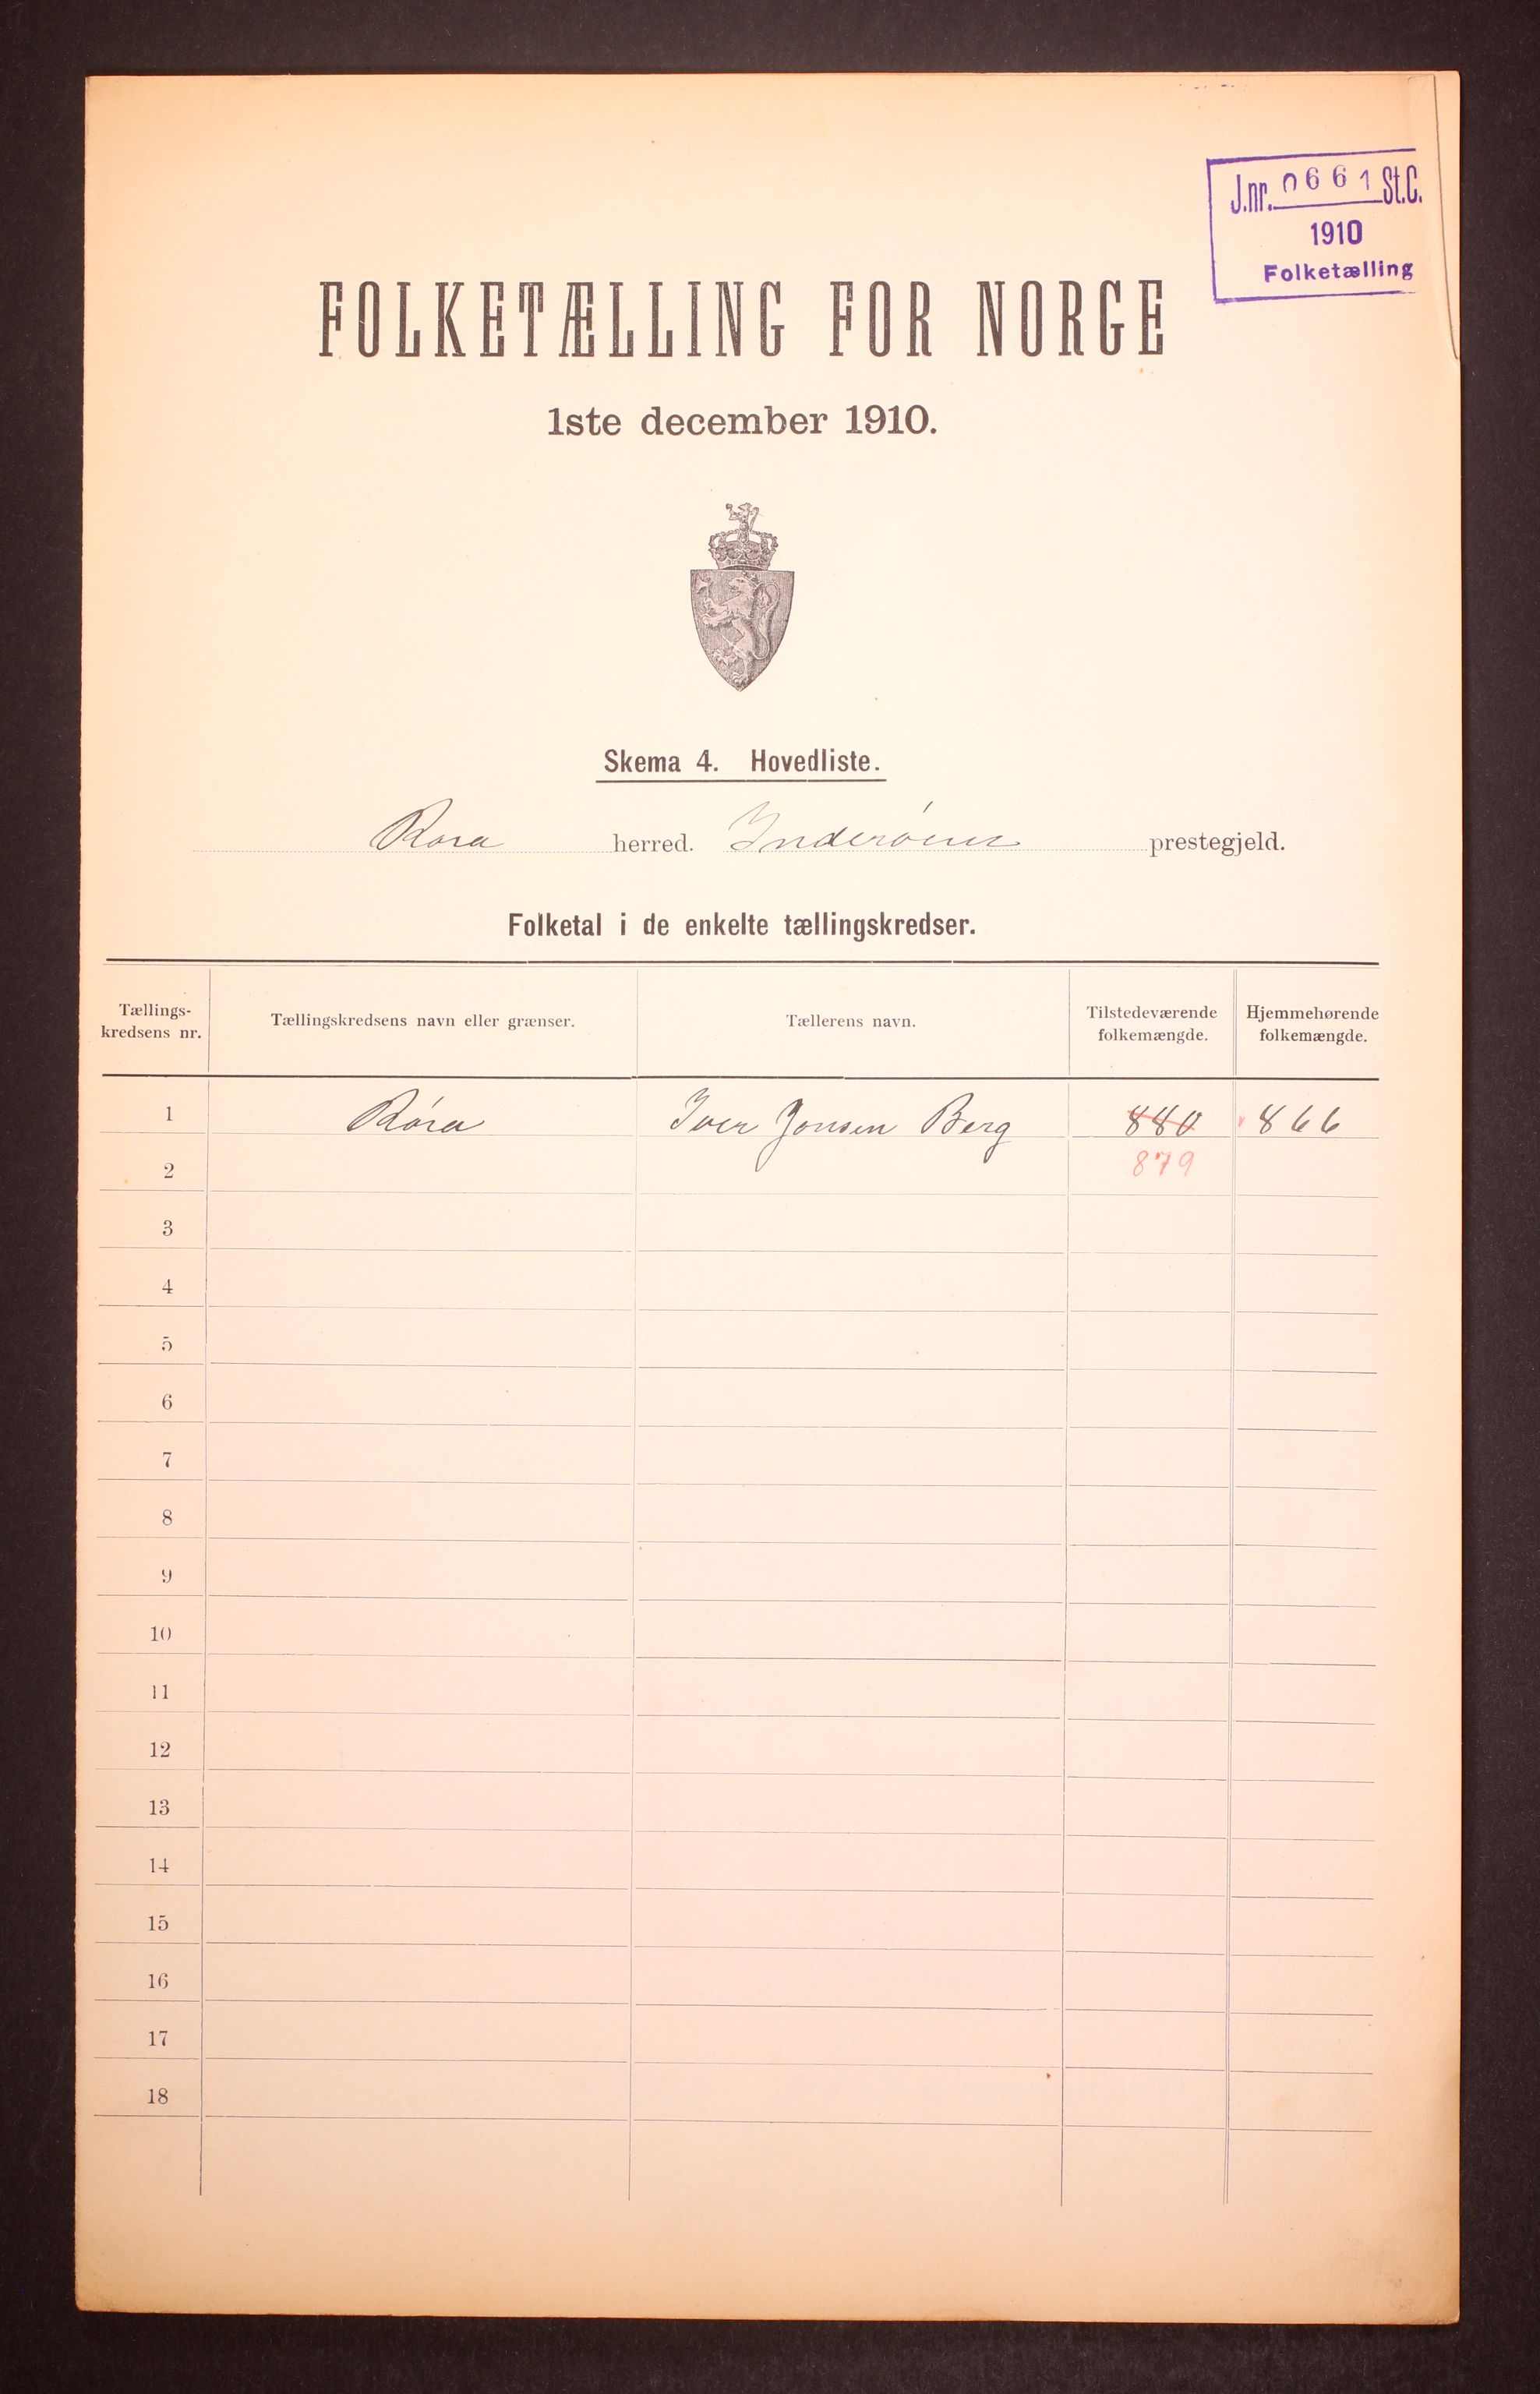 J.nr. 0661 St.C.
1910
Folketælling
FOLKETÆLLING FOR NORGE
1ste december 1910.
Skema 4. Hovedliste.
Røra herred. Inderøens prestegjeld.
Folketal i de enkelte tællingskredser.
Tællings-
kredsens nr.
Tællingskredsens navn eller grænser.
Tællerens navn.
Tilstedeværende
folkemængde.
Hjemmehørende
folkemængde.
1 Røra Iver Jonsen Berg 880 866
2 879
3
4
5
6
7
8
9
10
11
12
13
14
15
16
17
18